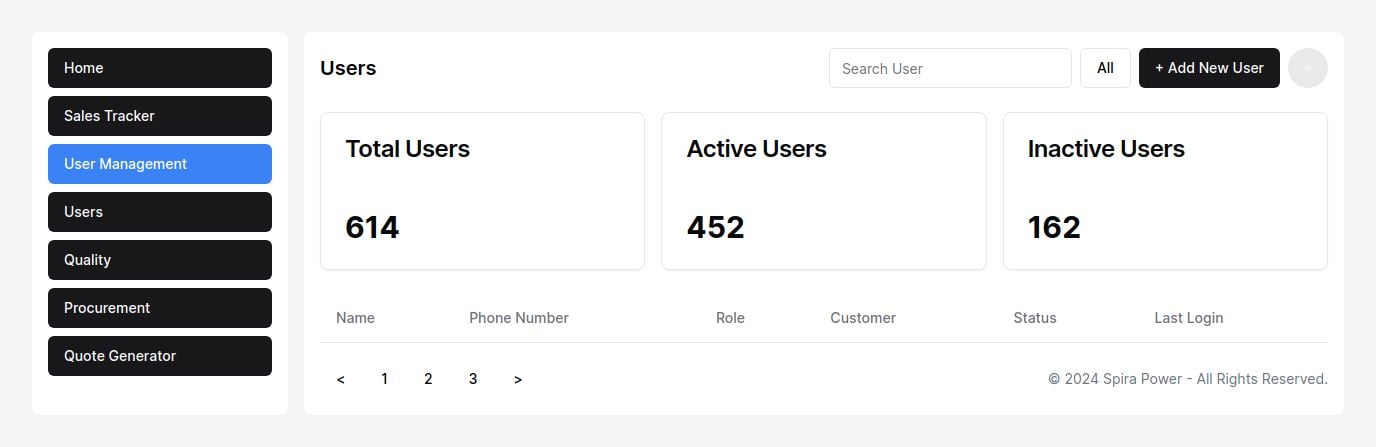 Home
Sales Tracker
User Management
Users
Quality
Procurement
Quote Generator
Users
Search User
All
+ Add New User
Total Users
614
Active Users
452
Inactive Users
162
Name Phone Number Role Customer Status Last Login
< 1 2 3 >
© 2024 Spira Power - All Rights Reserved.